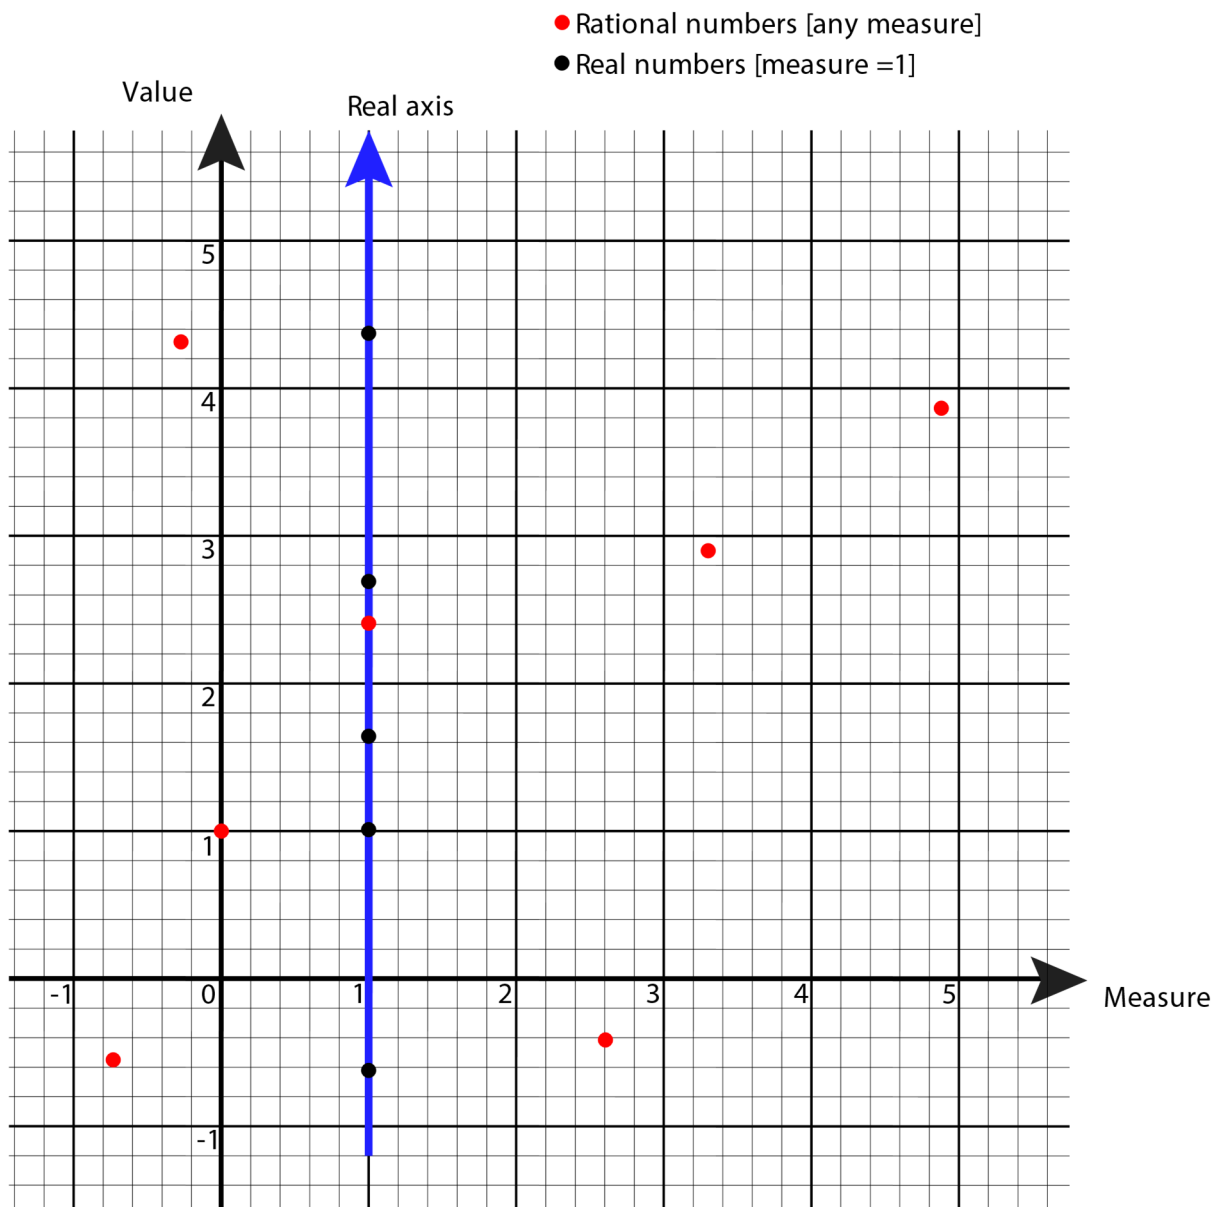 Rational numbers [any measure]
Real numbers [measure =1]
Value
Real axis
5
4
3
2
1
-1 0 1 2 3 4 5
Measure
-1